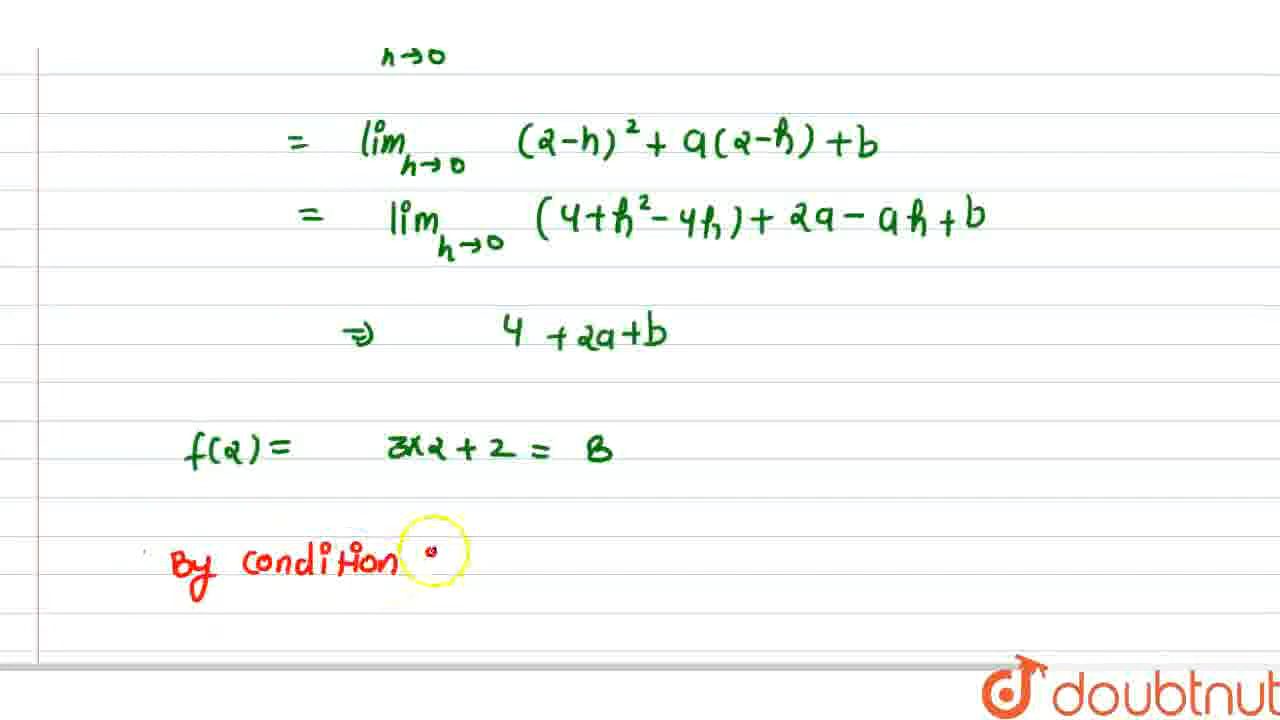 h→0
= lim h→0 (2-h)² + a(2-h) + b
= lim h→0 (4+h²-4h) + 2a - ah + b
⇒ 4 + 2a + b
f(2) = 3×2 + 2 = 8
By condition
doubtnut